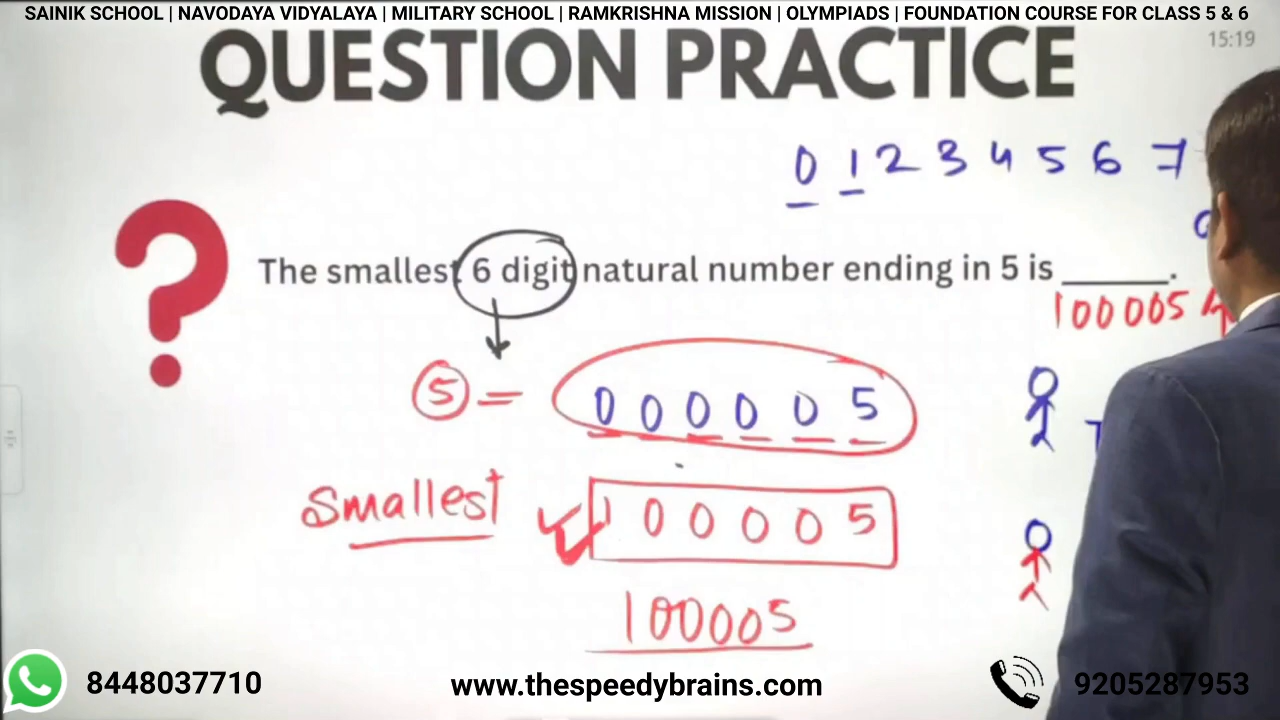 SAINIK SCHOOL | NAVODAYA VIDYALAYA | MILITARY SCHOOL | RAMKRISHNA MISSION | OLYMPIADS | FOUNDATION COURSE FOR CLASS 5 & 6
15:19
QUESTION PRACTICE
0 1 2 3 4 5 6 7
The smallest 6 digit natural number ending in 5 is ______.
100005
5 = 0 0 0 0 0 5
Smallest 1 0 0 0 0 5
100005
8448037710 www.thespeedybrains.com 9205287953